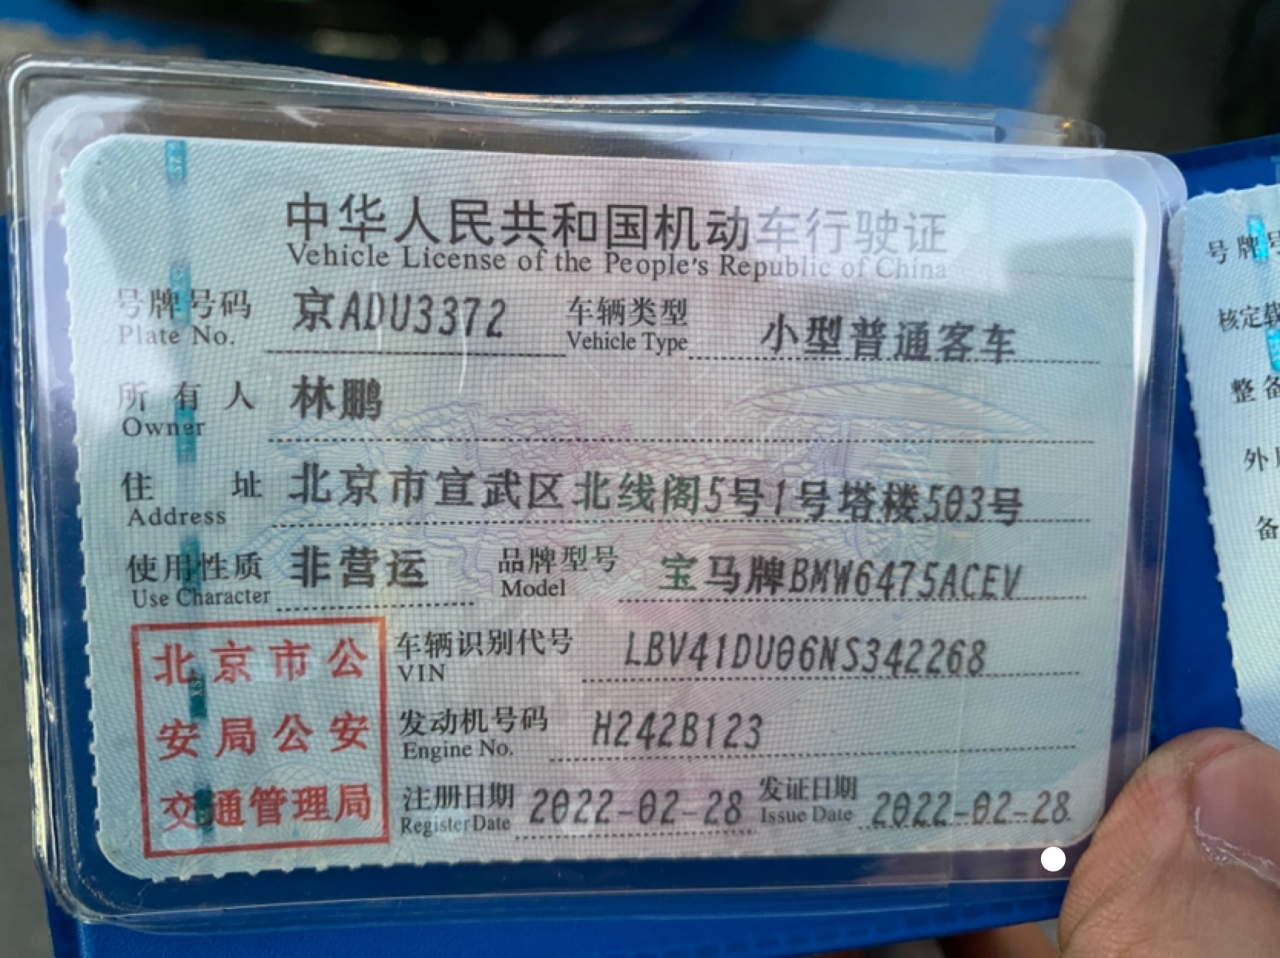 中华人民共和国机动车行驶证
Vehicle License of the People's Republic of China
号牌号码 京ADU3372 车辆类型 小型普通客车
Plate No. Vehicle Type
所有人 林鹏
Owner
住址 北京市宣武区北线阁5号1号塔楼503号
Address
使用性质 非营运 品牌型号 宝马牌BMW6475ACEV
Use Character Model
车辆识别代号 LBV41DU06NS342268
VIN
发动机号码 H242B123
Engine No.
注册日期 2022-02-28 发证日期 2022-02-28
Register Date Issue Date
北京市公
安局公安
交通管理局
号牌号
核定载
整备
外
备